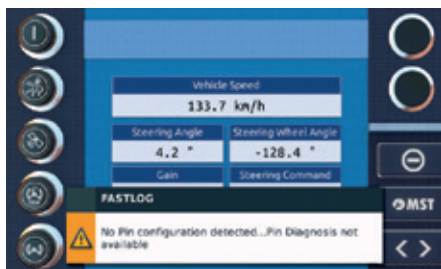 Vehicle Speed
133.7 km/h
Steering Angle
Steering Wheel Angle
4.2 °
-128.4 °
Gain
Steering Command
FASTLOG
No Pin configuration detected...Pin Diagnosis not
available
MST